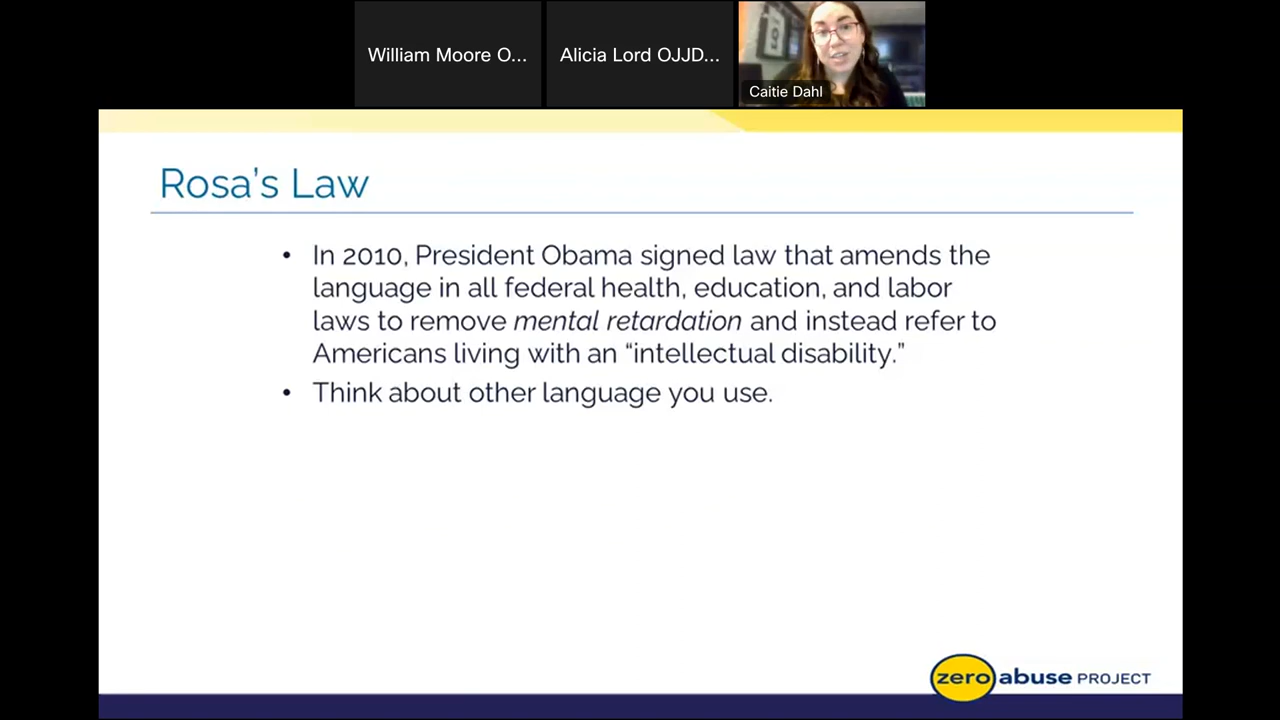 William Moore O...
Alicia Lord OJJD...
Caitie Dahl
Rosa's Law
• In 2010, President Obama signed law that amends the
language in all federal health, education, and labor
laws to remove mental retardation and instead refer to
Americans living with an “intellectual disability.”
• Think about other language you use.
zero abuse PROJECT